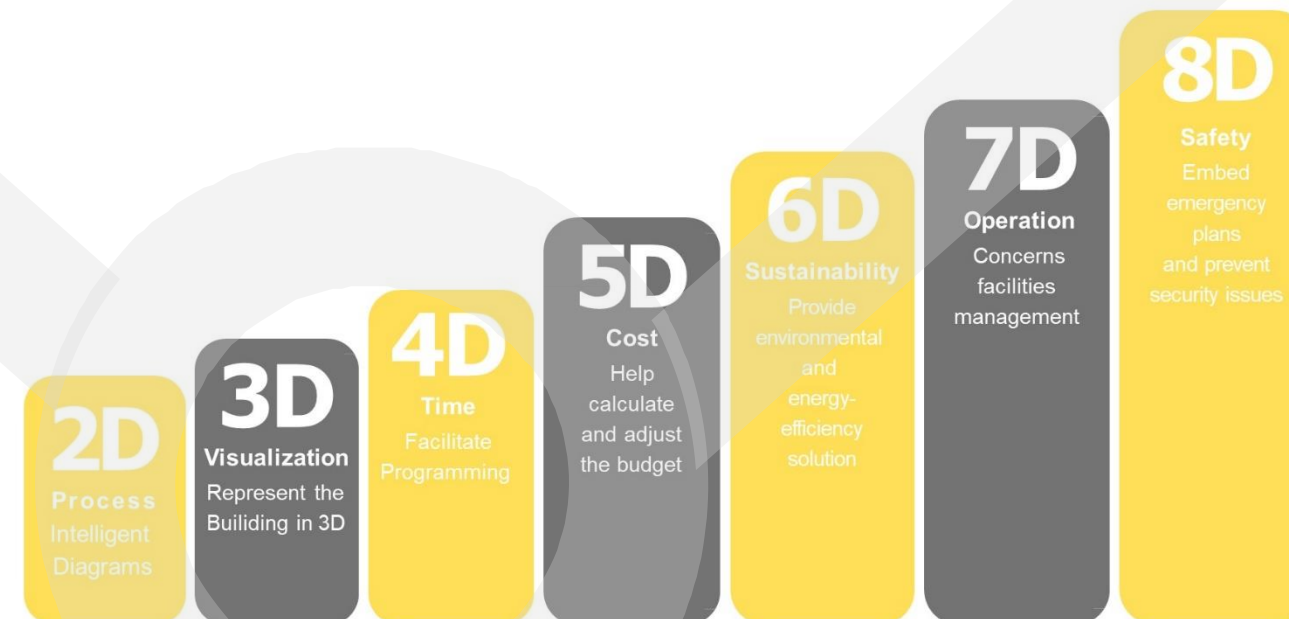 2D
Process
Intelligent
Diagrams
3D
Visualization
Represent the
Builiding in 3D
4D
Time
Facilitate
Programming
5D
Cost
Help
calculate
and adjust
the budget
6D
Sustainability
Provide
environmental
and
energy-
efficiency
solution
7D
Operation
Concerns
facilities
management
8D
Safety
Embed
emergency
plans
and prevent
security issues